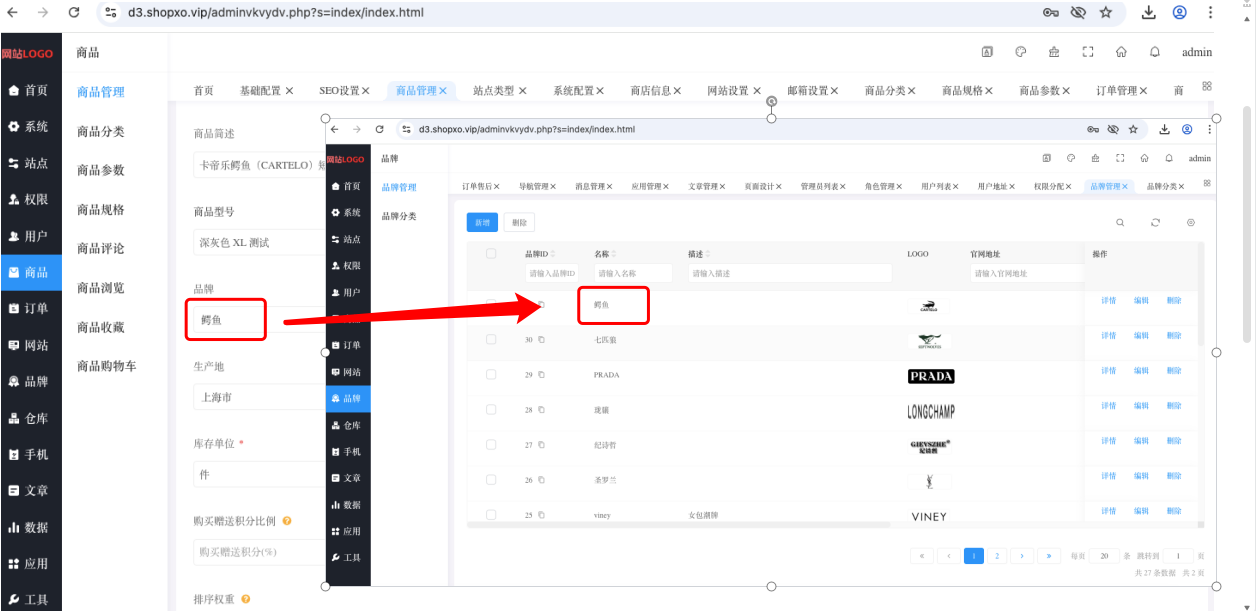 d3.shopxo.vip/adminvkvydv.php?s=index/index.html
网站LOGO
商品
admin
首页
系统
站点
权限
用户
商品
订单
网站
品牌
仓库
手机
文章
数据
应用
工具
商品管理
商品分类
商品参数
商品规格
商品评论
商品浏览
商品收藏
商品购物车
首页 基础配置 SEO设置 商品管理 站点类型 系统配置 商店信息 网站设置 邮箱设置 商品分类 商品规格 商品参数 订单管理 商
商品简述
卡帝乐鳄鱼（CARTELO）短
商品型号
深灰色 XL 测试
品牌
鳄鱼
生产地
上海市
库存单位 *
件
购买赠送积分比例
购买赠送积分(%)
排序权重
d3.shopxo.vip/adminvkvydv.php?s=index/index.html
网站LOGO
品牌
admin
首页
系统
站点
权限
用户
订单
网站
品牌
仓库
手机
文章
数据
应用
工具
品牌管理
品牌分类
订单售后 导航管理 消息管理 应用管理 文章管理 页面设计 管理员列表 角色管理 用户列表 用户地址 权限分配 品牌管理 品牌分类
新增 删除
品牌ID 名称 描述 LOGO 官网地址 操作
请输入品牌ID 请输入名称 请输入描述 请输入官网地址
鳄鱼 CARTELO 详情 编辑 删除
30 七匹狼 SEPTWOLVES 详情 编辑 删除
29 PRADA PRADA 详情 编辑 删除
28 珑骧 LONGCHAMP 详情 编辑 删除
27 纪诗哲 GIEVSZHE 纪诗哲 详情 编辑 删除
26 圣罗兰 详情 编辑 删除
25 viney 女包潮牌 VINEY 详情 编辑 删除
« ‹ 1 2 › » 每页 20 条 跳转到 1 页
共 27 条数据 共 2 页